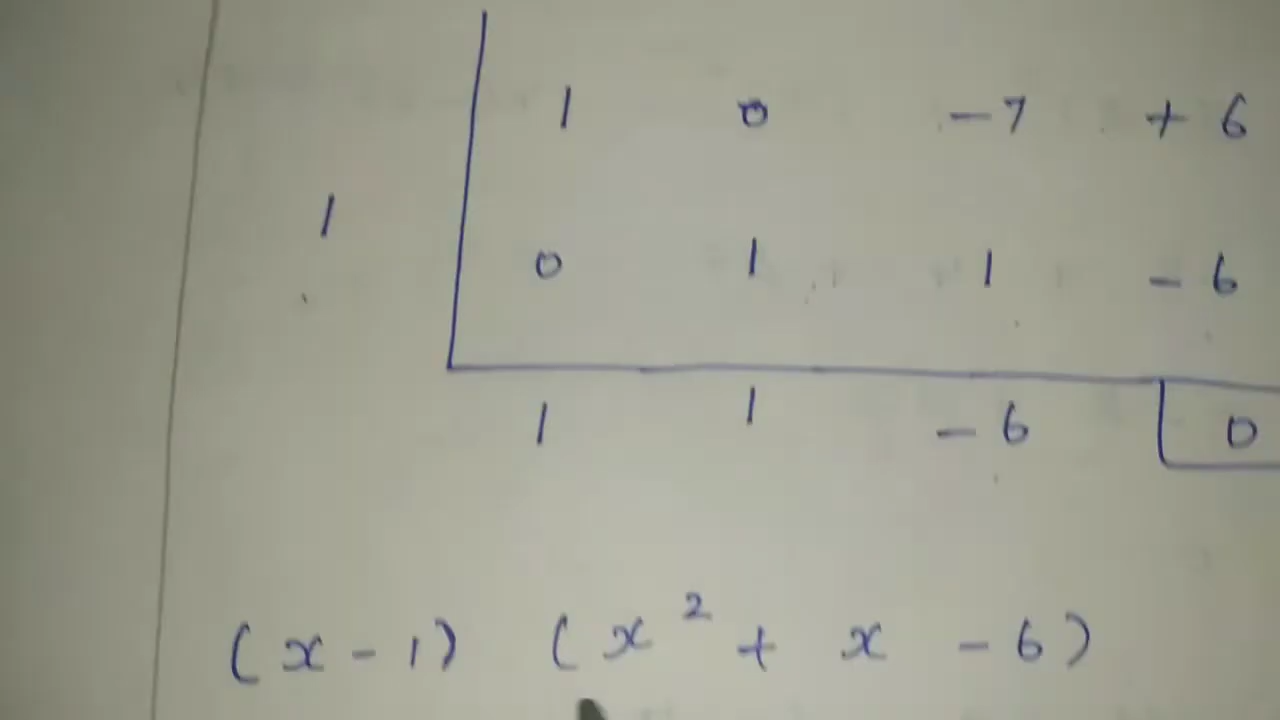 1 0 -7 + 6
1
0 1 1 - 6
1 1 - 6 0
(x - 1) (x² + x - 6)